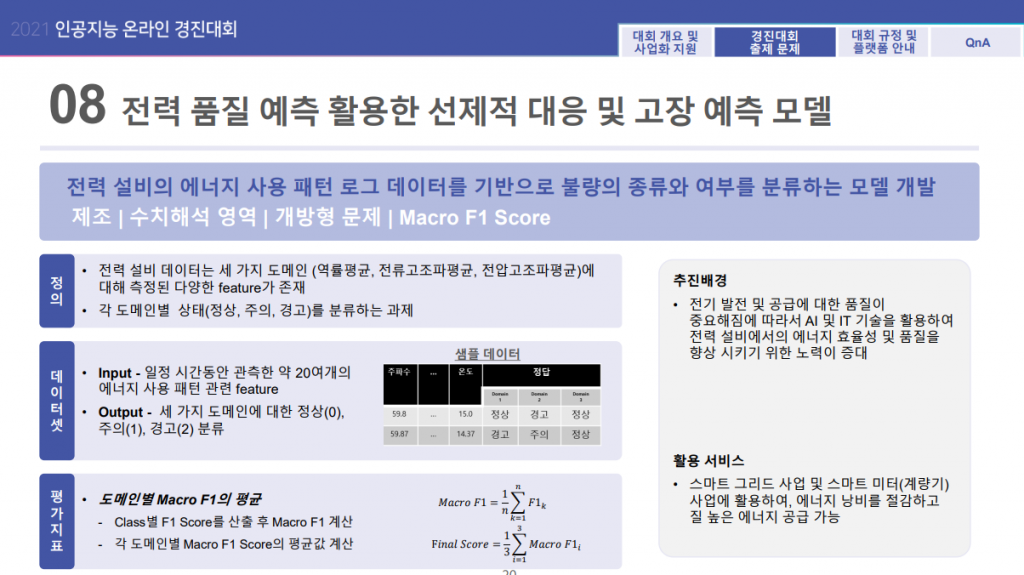 2021 인공지능 온라인 경진대회
대회 개요 및
사업화 지원
경진대회
출제 문제
대회 규정 및
플랫폼 안내
QnA
08 전력 품질 예측 활용한 선제적 대응 및 고장 예측 모델
전력 설비의 에너지 사용 패턴 로그 데이터를 기반으로 불량의 종류와 여부를 분류하는 모델 개발
제조 | 수치해석 영역 | 개방형 문제 | Macro F1 Score
정의
• 전력 설비 데이터는 세 가지 도메인 (역률평균, 전류고조파평균, 전압고조파평균)에
대해 측정된 다양한 feature가 존재
• 각 도메인별 상태(정상, 주의, 경고)를 분류하는 과제
데이터셋
• Input - 일정 시간동안 관측한 약 20여개의
에너지 사용 패턴 관련 feature
• Output - 세 가지 도메인에 대한 정상(0),
주의(1), 경고(2) 분류
샘플 데이터
주파수 ... 온도 정답
Domain 1 Domain 2 Domain 3
59.8 ... 15.0 정상 경고 정상
59.87 ... 14.37 경고 주의 정상
평가지표
• 도메인별 Macro F1의 평균
- Class별 F1 Score를 산출 후 Macro F1 계산
- 각 도메인별 Macro F1 Score의 평균값 계산
Macro F1 = 1/n ∑ k=1 n F1k
Final Score = 1/3 ∑ i=1 3 Macro F1i
추진배경
• 전기 발전 및 공급에 대한 품질이
중요해짐에 따라서 AI 및 IT 기술을 활용하여
전력 설비에서의 에너지 효율성 및 품질을
향상 시키기 위한 노력이 증대
활용 서비스
• 스마트 그리드 사업 및 스마트 미터(계량기)
사업에 활용하여, 에너지 낭비를 절감하고
질 높은 에너지 공급 가능